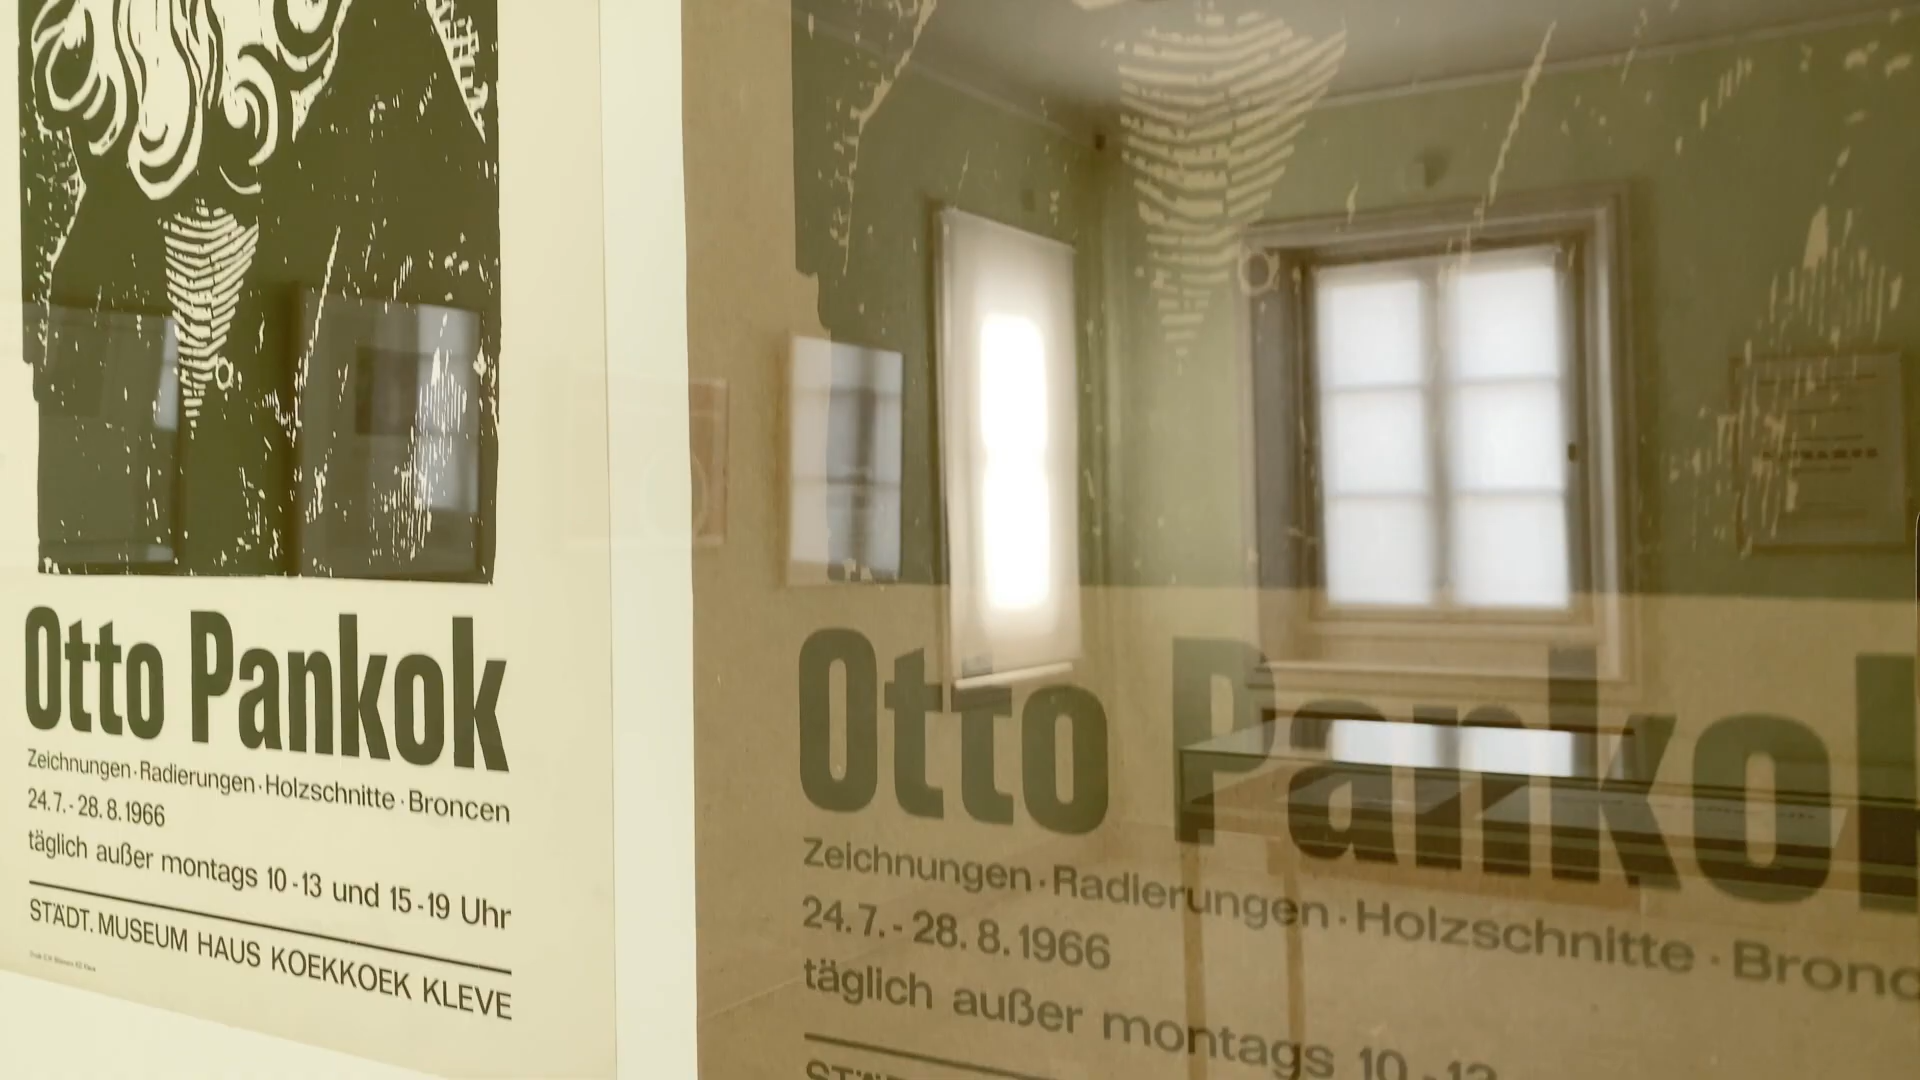 Otto Pankok
Zeichnungen·Radierungen·Holzschnitte·Broncen
24.7.-28.8.1966
täglich außer montags 10-13 und 15-19 Uhr
STÄDT. MUSEUM HAUS KOEKKOEK KLEVE
Otto Pankok
Zeichnungen·Radierungen·Holzschnitte·Bronc
24.7.-28.8.1966
täglich außer montags 10-13